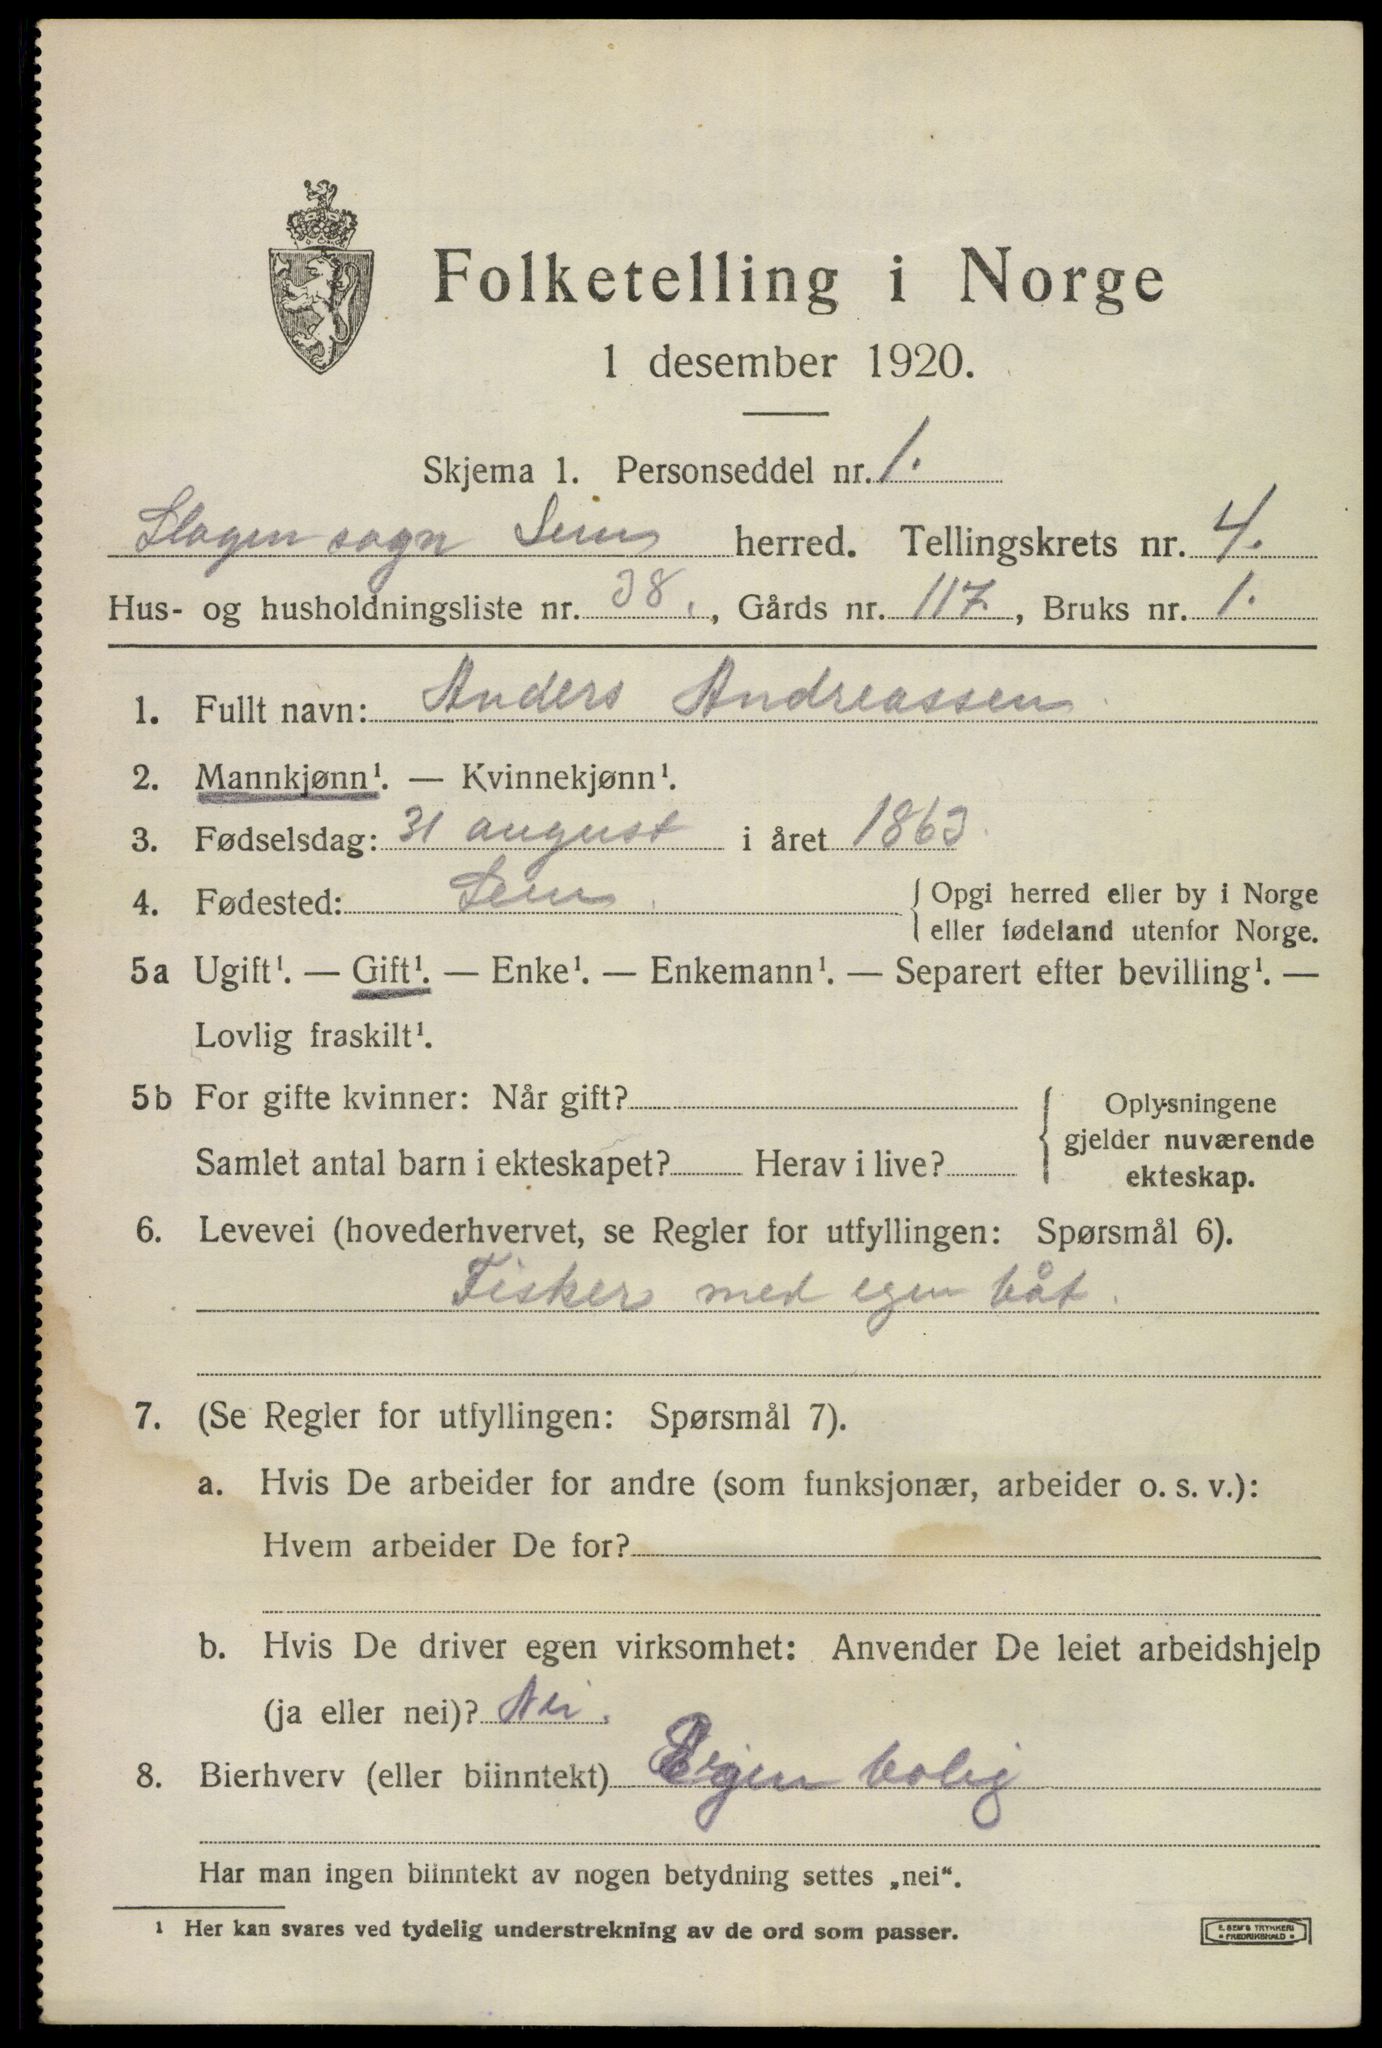 Folketelling i Norge
1 desember 1920.
Skjema 1. Personseddel nr. 1.
Slagen sogn Sem herred. Tellingskrets nr. 4.
Hus- og husholdningsliste nr. 38., Gårds nr. 117., Bruks nr. 1.
1. Fullt navn: Anders Andreassen.
2. Mannkjønn¹. — Kvinnekjønn¹.
3. Fødselsdag: 31 august i året 1863.
4. Fødested: Sem. Opgi herred eller by i Norge
eller fødeland utenfor Norge.
5a Ugift¹. — Gift¹. — Enke¹. — Enkemann¹. — Separert efter bevilling¹. —
Lovlig fraskilt¹.
5b For gifte kvinner: Når gift? Oplysningene
gjelder nuværende
Samlet antal barn i ekteskapet? Herav i live? ekteskap.
6. Levevei (hovederhvervet, se Regler for utfyllingen: Spørsmål 6).
Fisker med egen båt.
7. (Se Regler for utfyllingen: Spørsmål 7).
a. Hvis De arbeider for andre (som funksjonær, arbeider o. s. v.):
Hvem arbeider De for?
b. Hvis De driver egen virksomhet: Anvender De leiet arbeidshjelp
(ja eller nei)? Nei.
8. Bierhverv (eller biinntekt) Egen bolig
Har man ingen biinntekt av nogen betydning settes „nei“.
¹ Her kan svares ved tydelig understrekning av de ord som passer.
E. SEM'S TRYKKERI
FREDRIKSHALD